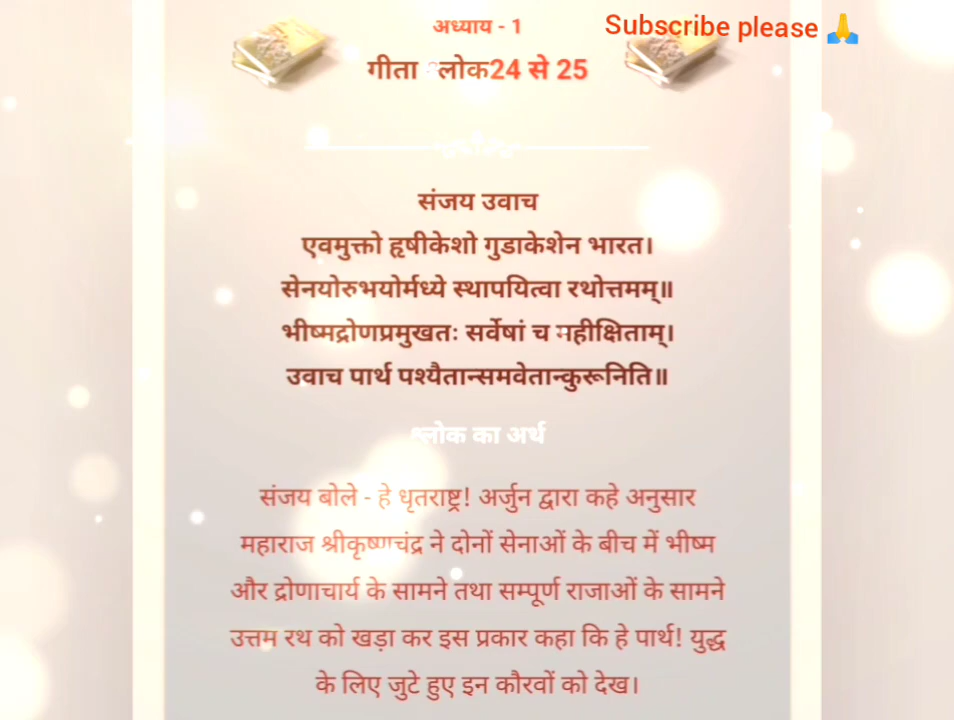 अध्याय - 1
Subscribe please 🙏
गीता श्लोक24 से 25
संजय उवाच
एवमुक्तो हृषीकेशो गुडाकेशेन भारत।
सेनयोरुभयोर्मध्ये स्थापयित्वा रथोत्तमम्॥
भीष्मद्रोणप्रमुखतः सर्वेषां च महीक्षिताम्।
उवाच पार्थ पश्यैतान्समवेतान्कुरूनिति॥
श्लोक का अर्थ
संजय बोले - हे धृतराष्ट्र! अर्जुन द्वारा कहे अनुसार
महाराज श्रीकृष्णचंद्र ने दोनों सेनाओं के बीच में भीष्म
और द्रोणाचार्य के सामने तथा सम्पूर्ण राजाओं के सामने
उत्तम रथ को खड़ा कर इस प्रकार कहा कि हे पार्थ! युद्ध
के लिए जुटे हुए इन कौरवों को देख।